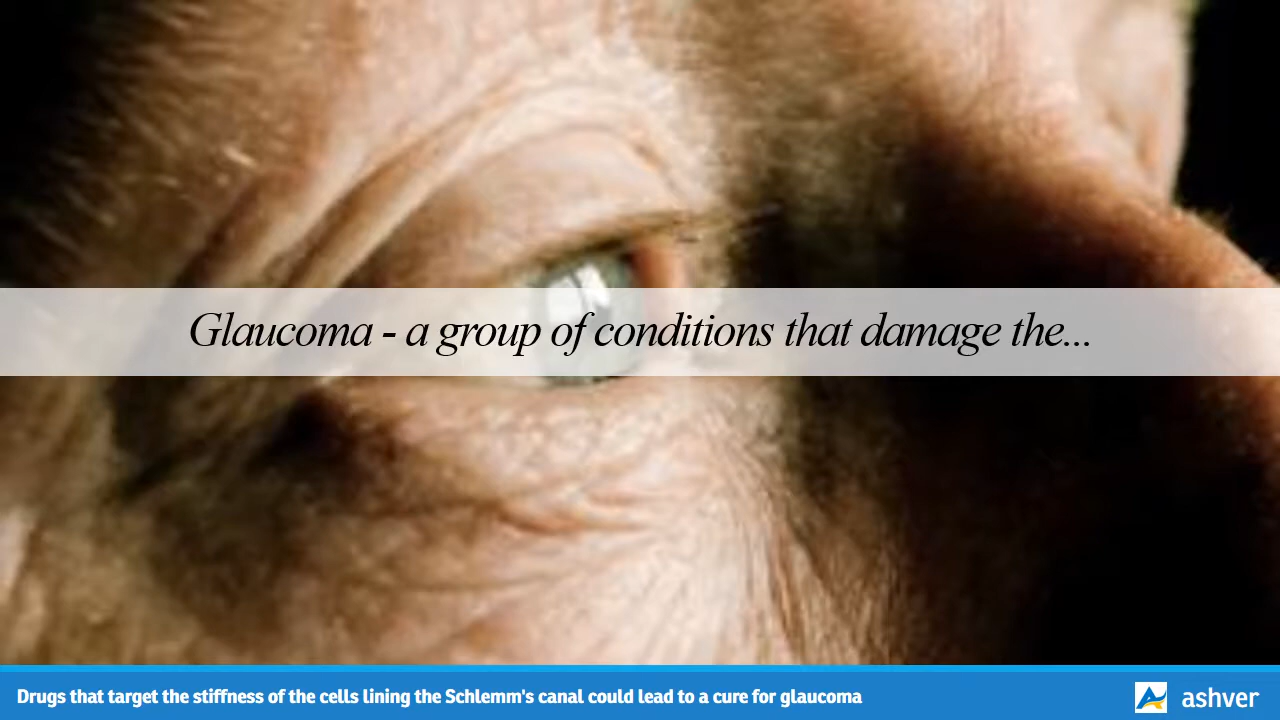 Glaucoma - a group of conditions that damage the...
Drugs that target the stiffness of the cells lining the Schlemm's canal could lead to a cure for glaucoma
ashver